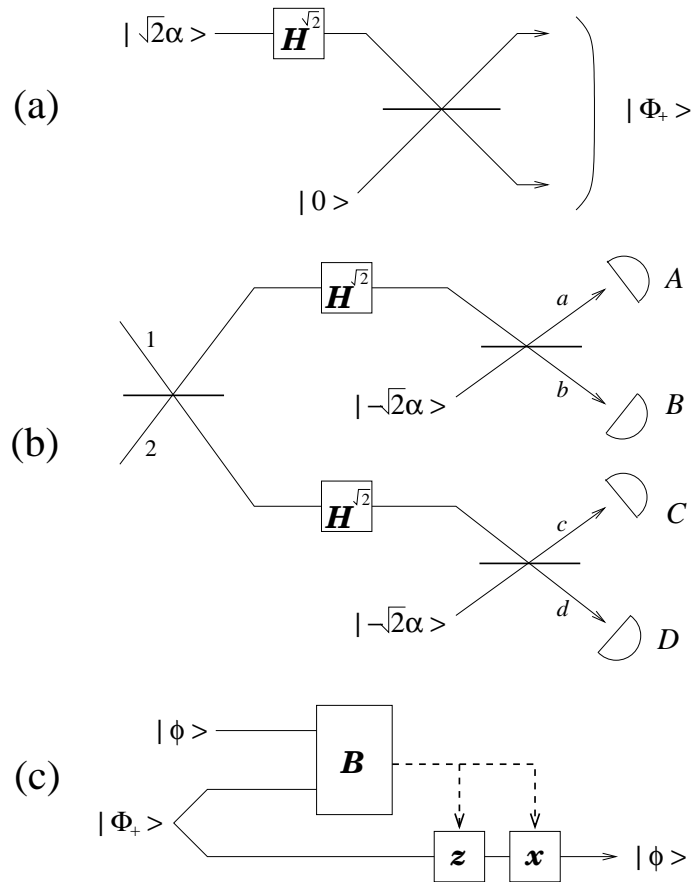 (a)
| √2α > H^√2
| 0 >
| Φ₊ >
(b)
1
2
H^√2
| −√2α >
a
b
A
B
H^√2
| −√2α >
c
d
C
D
(c)
| ϕ >
| Φ₊ >
B
z x
| ϕ >